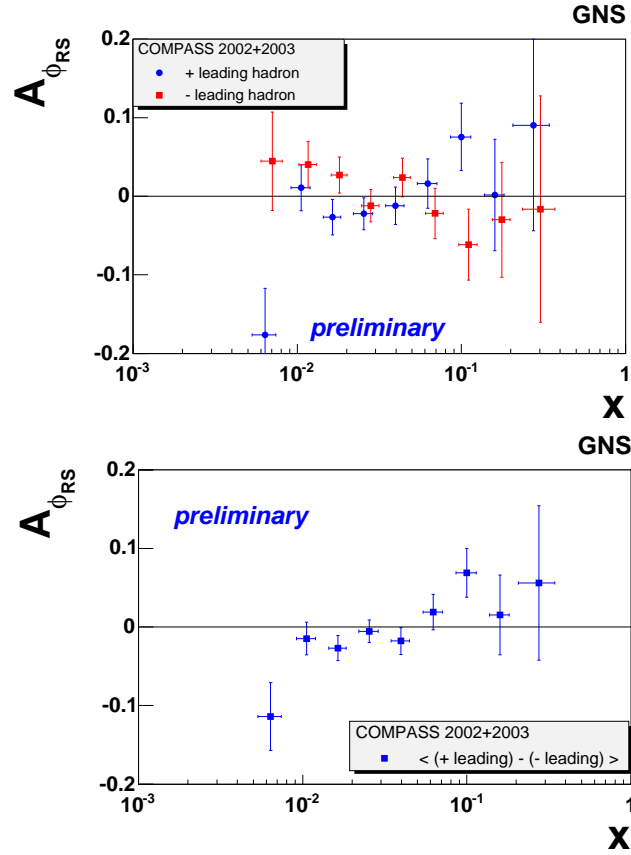 GNS
A_ϕRS
0.2
COMPASS 2002+2003
+ leading hadron
- leading hadron
0.1
0
-0.1
preliminary
-0.2
10^-3 10^-2 10^-1 1
x
GNS
A_ϕRS
0.2
preliminary
0.1
0
-0.1
COMPASS 2002+2003
< (+ leading) - (- leading) >
-0.2
10^-3 10^-2 10^-1 1
x